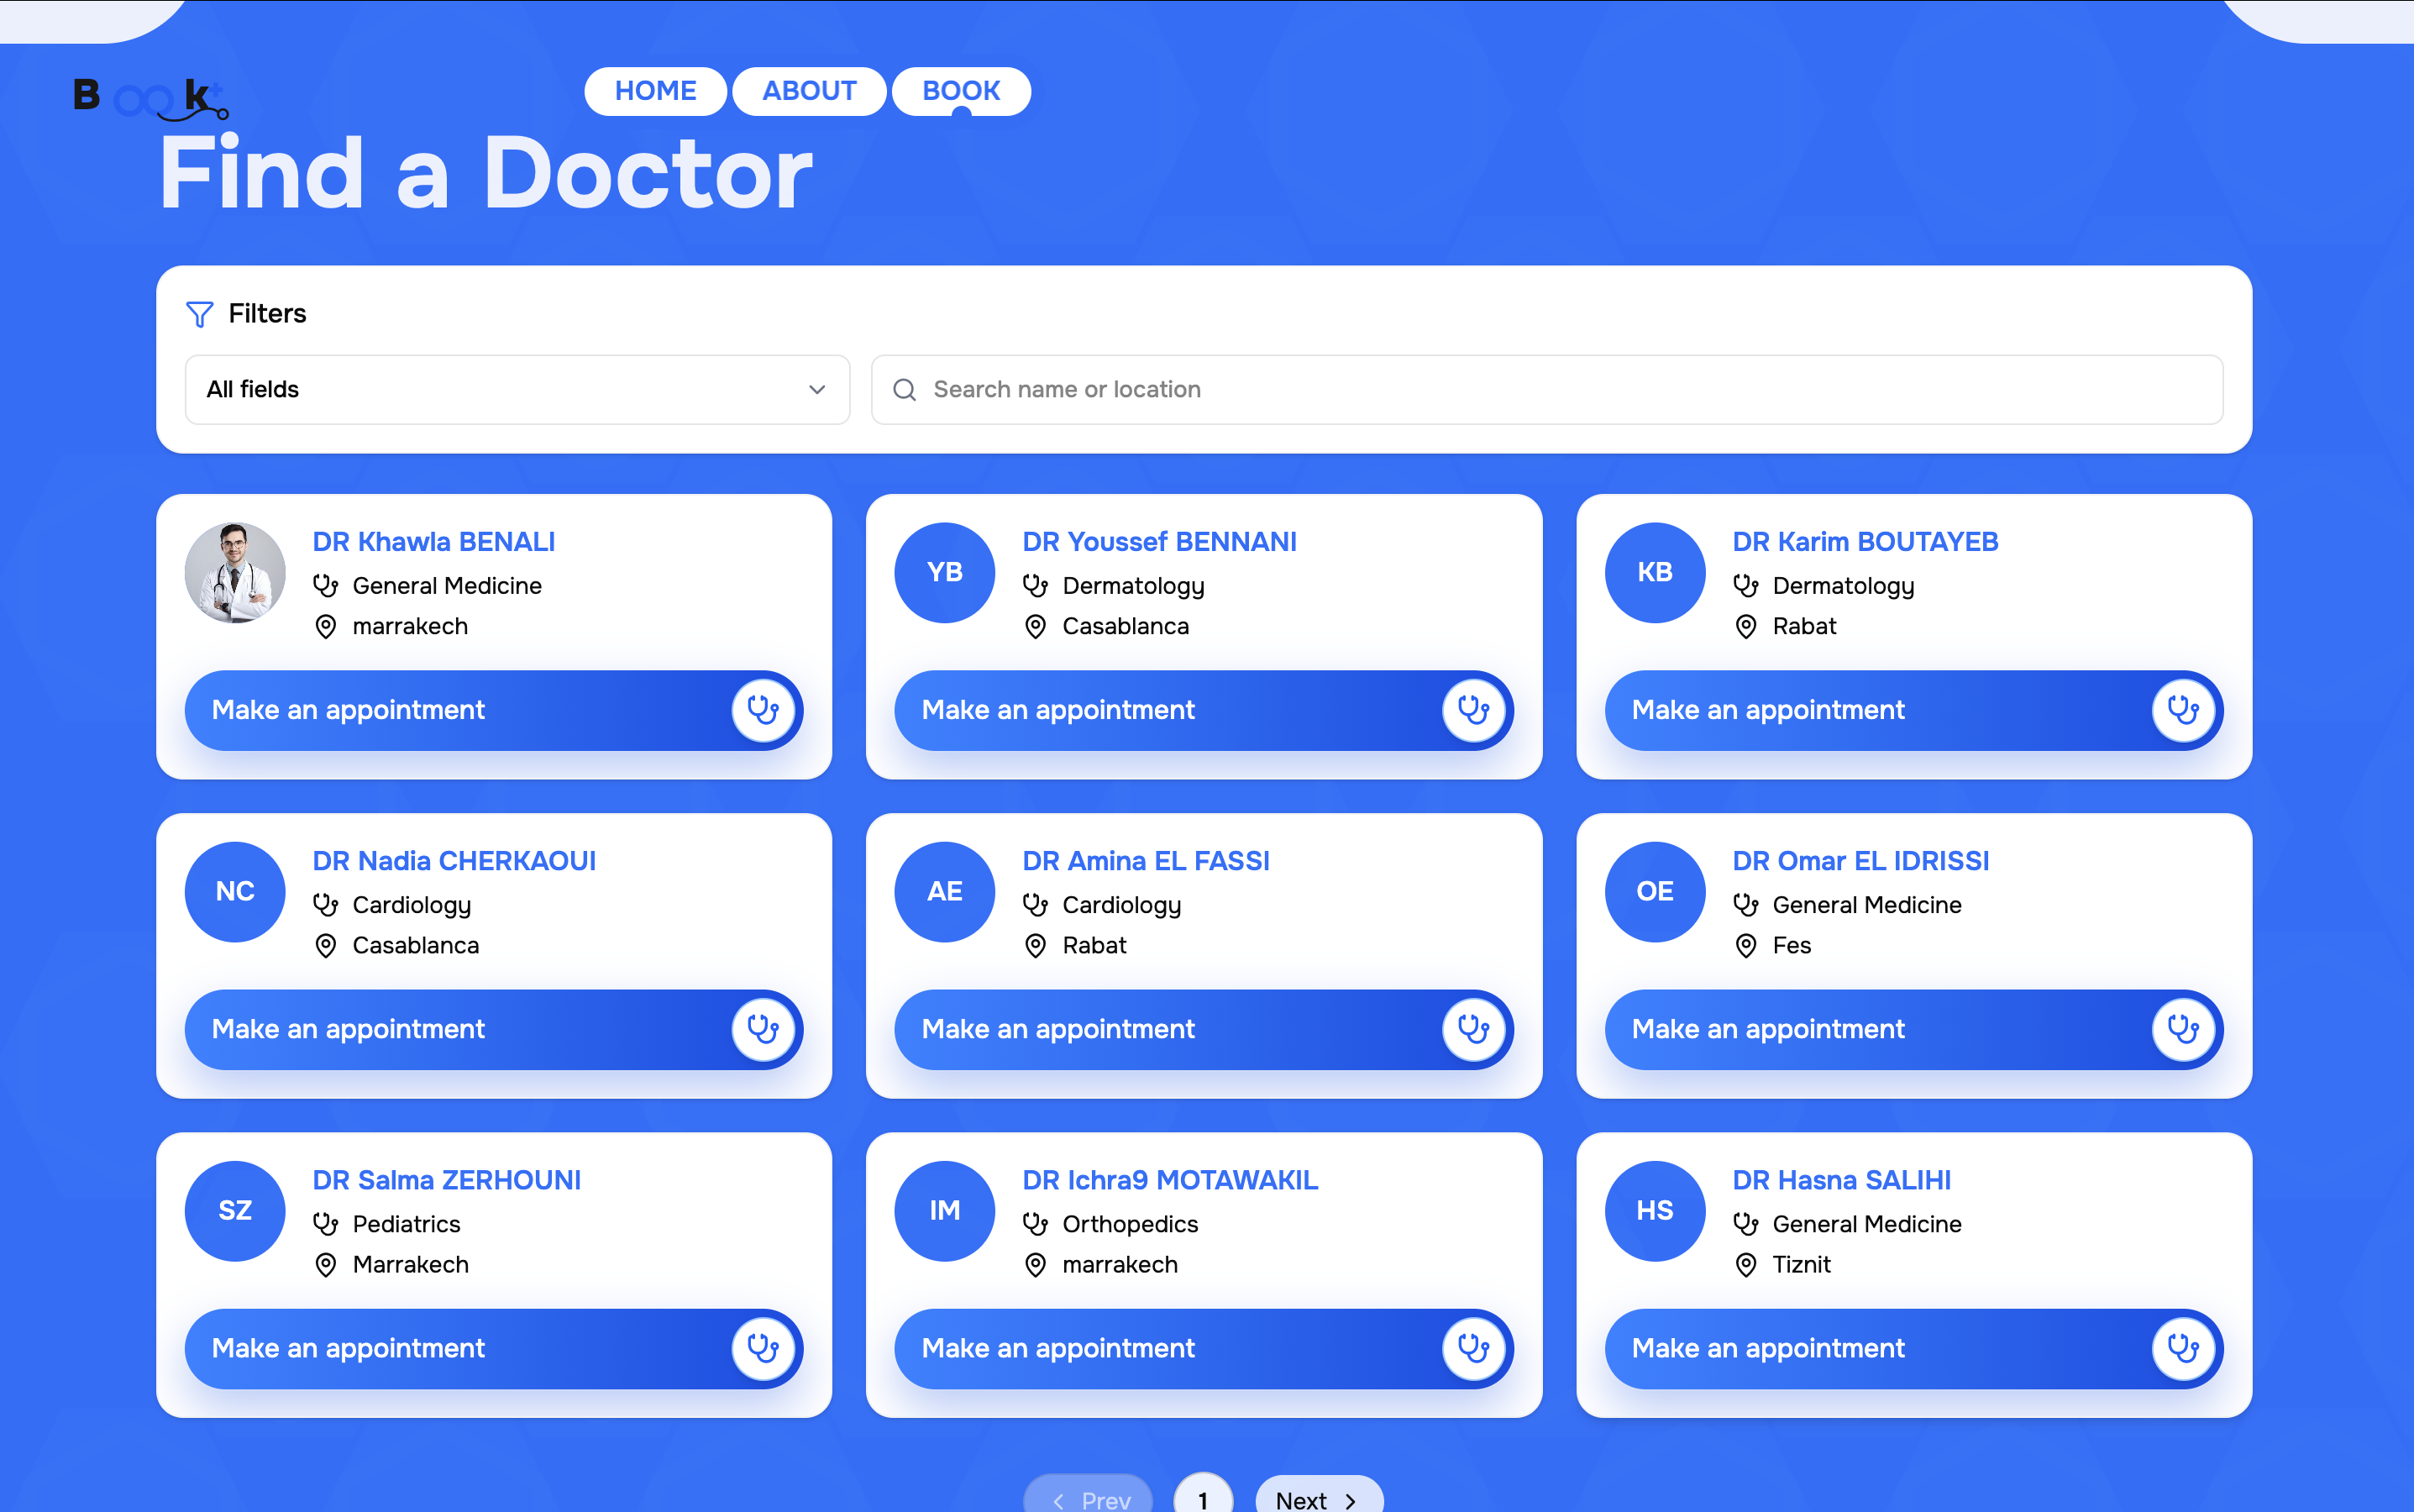 Book+
HOME ABOUT BOOK
Find a Doctor
Filters
All fields
Search name or location
DR Khawla BENALI
General Medicine
marrakech
Make an appointment
DR Youssef BENNANI
Dermatology
Casablanca
Make an appointment
KB
DR Karim BOUTAYEB
Dermatology
Rabat
Make an appointment
YB
NC
DR Nadia CHERKAOUI
Cardiology
Casablanca
Make an appointment
AE
DR Amina EL FASSI
Cardiology
Rabat
Make an appointment
OE
DR Omar EL IDRISSI
General Medicine
Fes
Make an appointment
SZ
DR Salma ZERHOUNI
Pediatrics
Marrakech
Make an appointment
IM
DR Ichra9 MOTAWAKIL
Orthopedics
marrakech
Make an appointment
HS
DR Hasna SALIHI
General Medicine
Tiznit
Make an appointment
Prev 1 Next